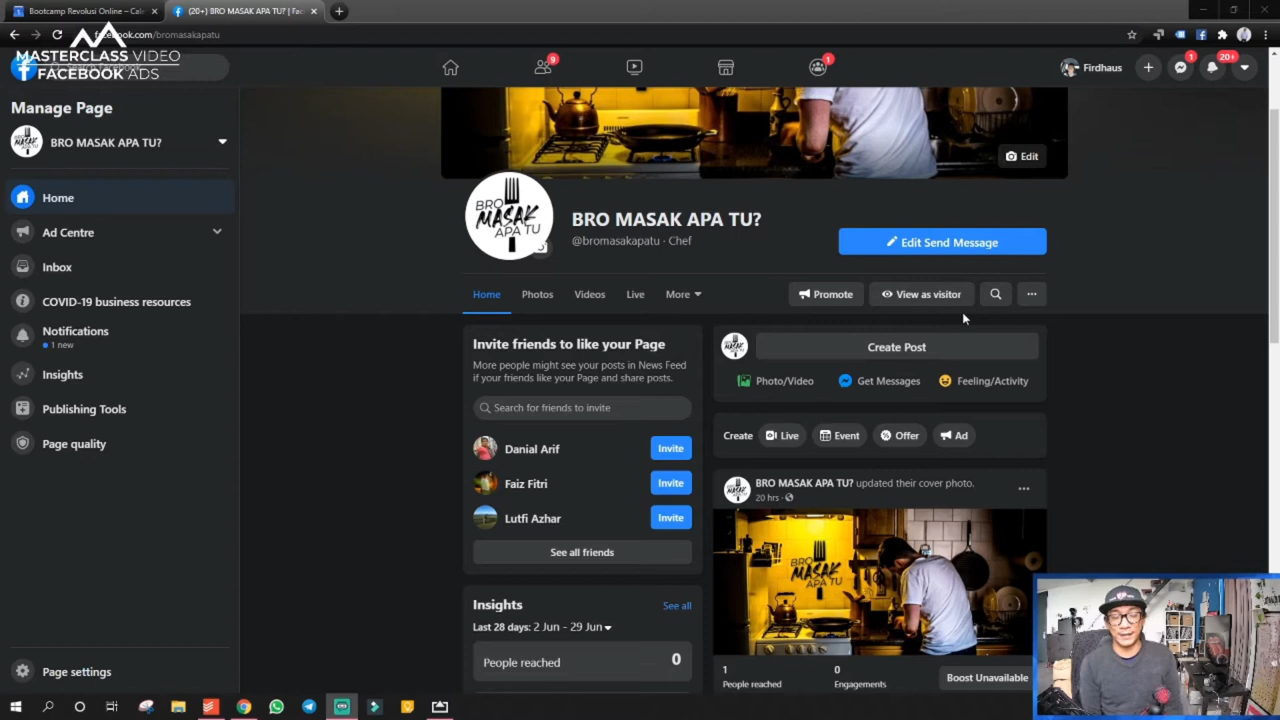 Bootcamp Revolusi Online – Cal
(20+) BRO MASAK APA TU? | Fac
facebook.com/bromasakapatu
MASTERCLASS VIDEO
FACEBOOK ADS
9
1
Firdhaus
1
20+
Manage Page
BRO MASAK APA TU?
Home
Ad Centre
Inbox
COVID-19 business resources
Notifications
1 new
Insights
Publishing Tools
Page quality
Page settings
Edit
BRO
MASAK
APA TU
BRO MASAK APA TU?
@bromasakapatu · Chef
Edit Send Message
Home
Photos
Videos
Live
More
Promote
View as visitor
Invite friends to like your Page
More people might see your posts in News Feed
if your friends like your Page and share posts.
Search for friends to invite
Danial Arif
Invite
Faiz Fitri
Invite
Lutfi Azhar
Invite
See all friends
Insights
See all
Last 28 days: 2 Jun - 29 Jun
People reached
0
Create Post
Photo/Video
Get Messages
Feeling/Activity
Create
Live
Event
Offer
Ad
BRO MASAK APA TU? updated their cover photo.
20 hrs ·
BRO
MASAK
APA TU
1
People reached
0
Engagements
Boost Unavailable